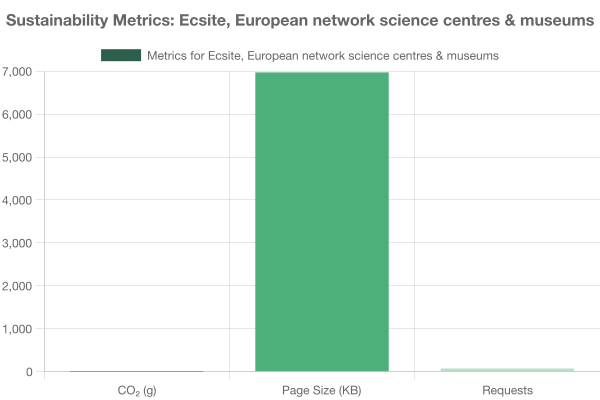 Sustainability Metrics: Ecsite, European network science centres & museums
Metrics for Ecsite, European network science centres & museums
7,000
6,000
5,000
4,000
3,000
2,000
1,000
0
CO₂ (g)
Page Size (KB)
Requests